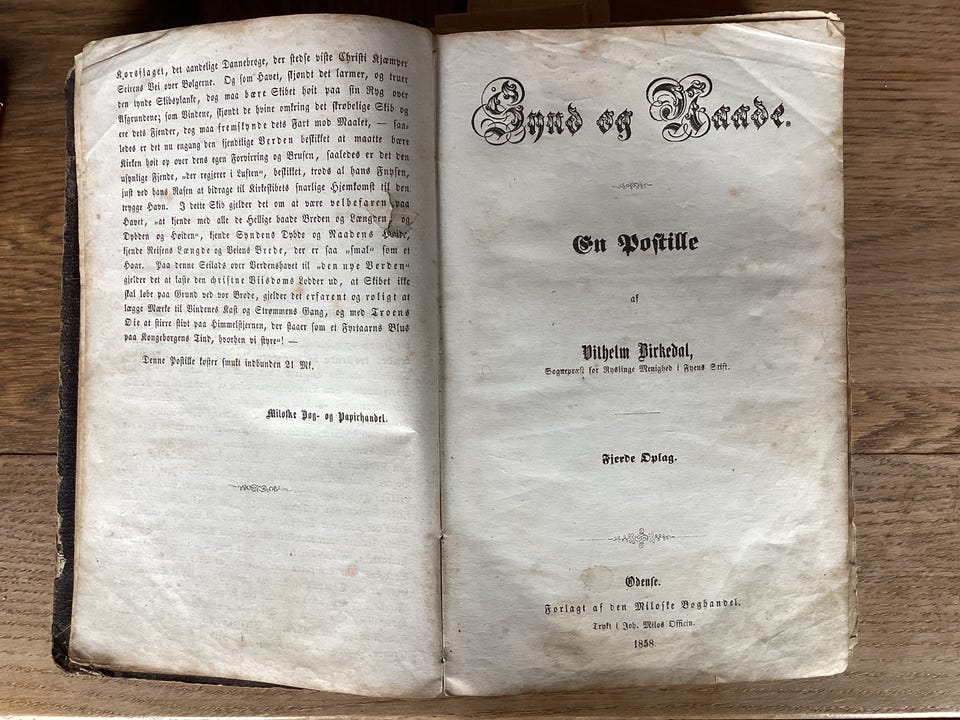 Korsflaget, det aandelige Dannebroge, der stedse viste Christi Kjæmper
Seirens Vei over Bølgerne. Og som Havet, skjøndt det larmer, og truer
den tynde Skibsplanke, dog maa bære Skibet høit paa sin Ryg over
Afgrundene; som Vindene, skjøndt de hvine omkring det skrøbelige Skib og
ere dets Fjender, dog maa fremskynde dets Fart mod Maalet, — saa-
ledes er det nu engang den fjendtlige Verden beskikket at maatte bære
Kirken høit op over dens egen Forvirring og Brusen, saaledes er det den
usynlige Fjende, „der regjerer i Luften“, beskikket, trods al hans Fnysen,
just ved hans Rasen at bidrage til Kirkeskibets snarlige Hjemkomst til den
trygge Havn. I dette Skib gjelder det om at være velbefaren paa
Havet, „at kjende med alle de Hellige baade Breden og Længden, og
Dybden og Høiden“, kjende Syndens Dybde og Naadens Høide,
kjende Reisens Længde og Veiens Brede, der er saa „smal“ som et
Haar. Paa denne Seilads over Verdenshavet til „den nye Verden“
gjelder det at kaste den christne Viisdoms Lodder ud, at Skibet ikke
skal løbe paa Grund ved vor Brøde, gjelder det erfarent og roligt at
lægge Mærke til Vindenes Kast og Strømmens Gang, og med Troens
Øie at stirre stivt paa Himmelstjernen, der staaer som et Fyrtaarns Blus
paa Kongeborgens Tind, hvorhen vi styre“! —
Denne Postille koster smukt indbunden 21 Mk.
Miloske Bog- og Papirhandel.
Synd og Naade.
En Postille
af
Vilhelm Birkedal,
Sognepræst for Ryslinge Menighed i Fyens Stift.
Fjerde Oplag.
Odense.
Forlagt af den Miloske Boghandel.
Trykt i Joh. Milos Officin.
1858